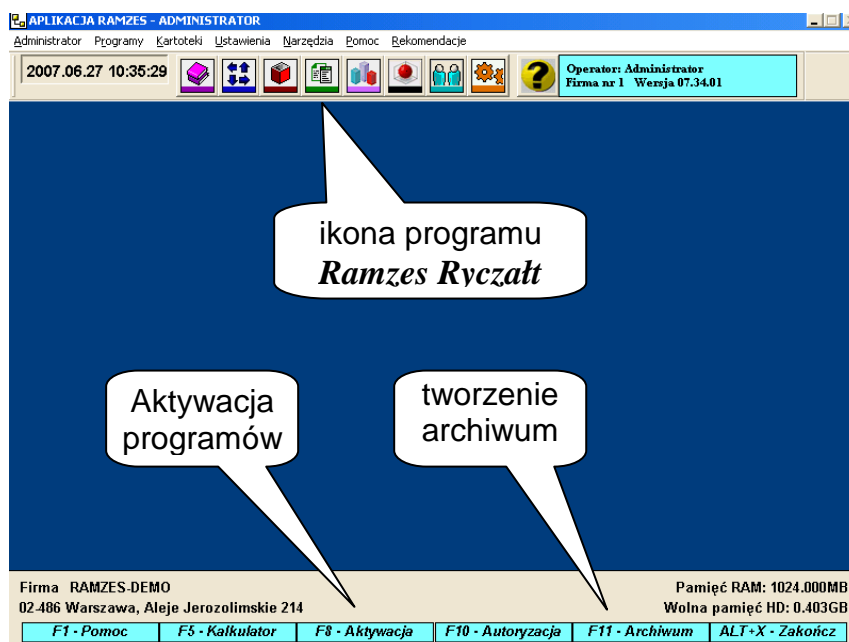 APLIKACJA RAMZES - ADMINISTRATOR
Administrator Programy Kartoteki Ustawienia Narzędzia Pomoc Rekomendacje
2007.06.27 10:35:29
Operator: Administrator
Firma nr 1 Wersja 07.34.01
ikona programu
Ramzes Ryczałt
Aktywacja
programów
tworzenie
archiwum
Firma RAMZES-DEMO
02-486 Warszawa, Aleje Jerozolimskie 214
Pamięć RAM: 1024.000MB
Wolna pamięć HD: 0.403GB
F1 - Pomoc F5 - Kalkulator F8 - Aktywacja F10 - Autoryzacja F11 - Archiwum ALT+X - Zakończ